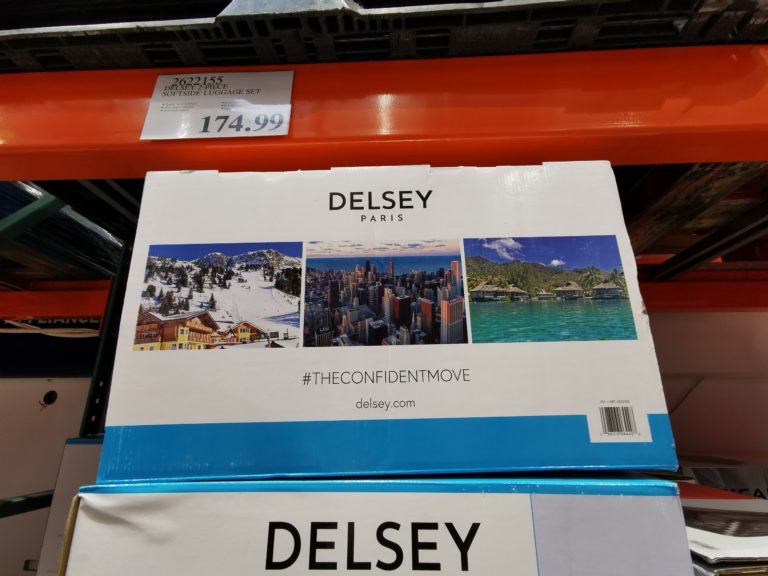 2622155
DELSEY 2-PIECE
SOFTSIDE LUGGAGE SET
174.99
DELSEY
PARIS
#THECONFIDENTMOVE
delsey.com
DELSEY